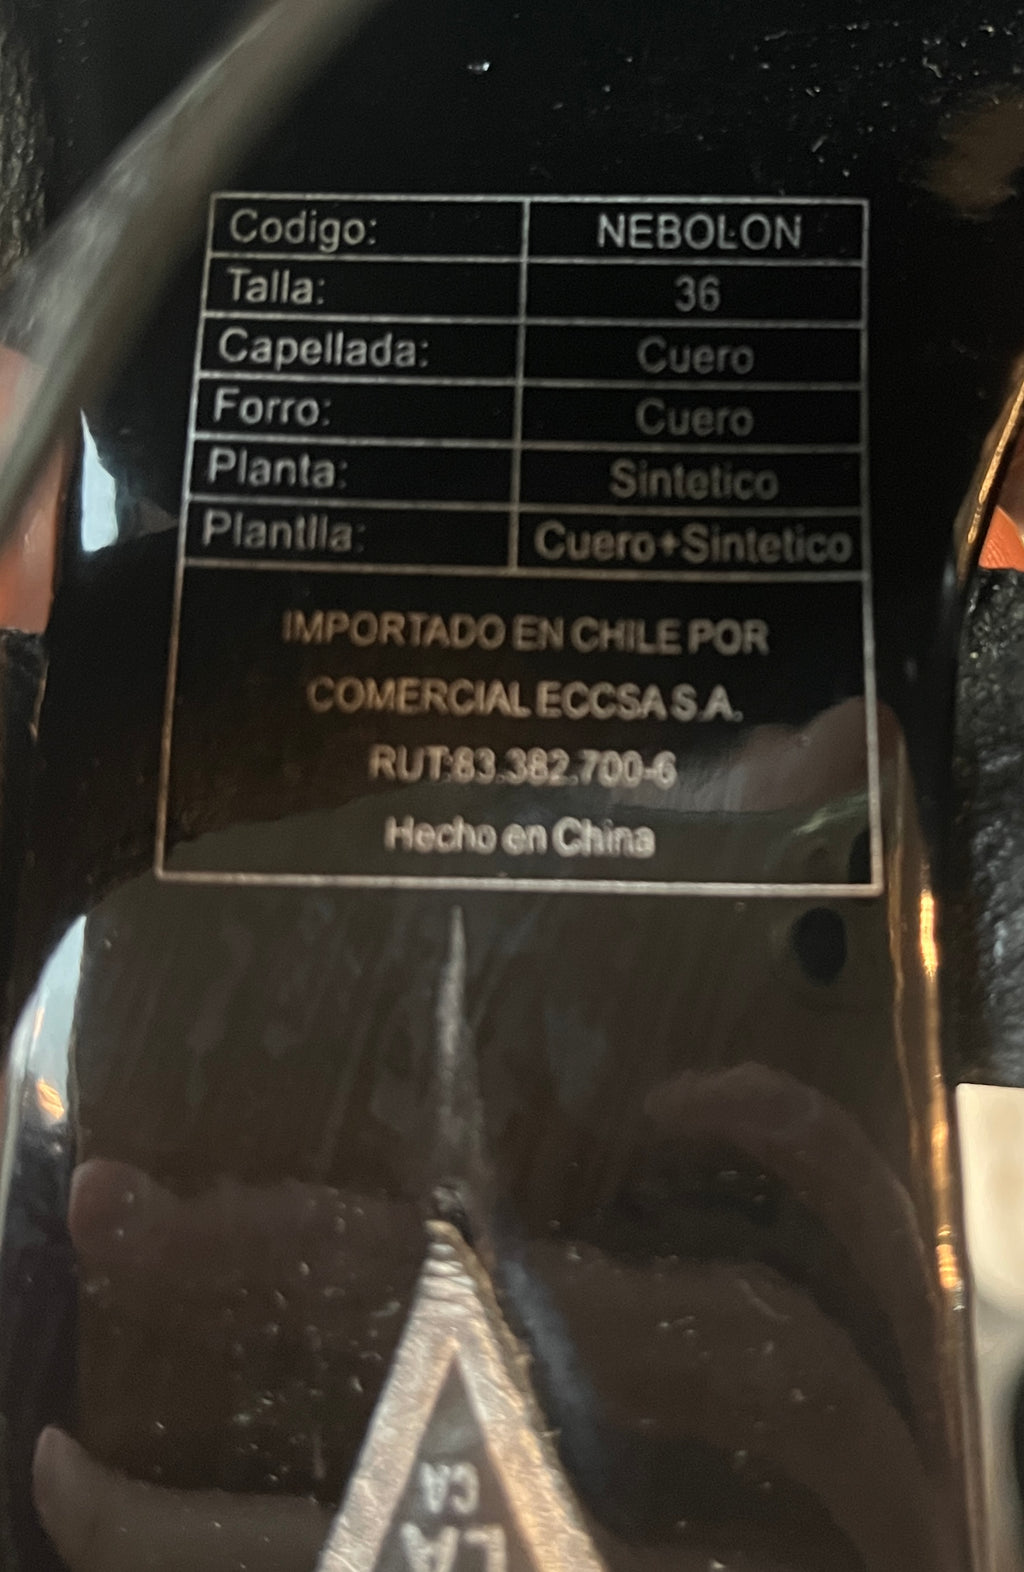 Codigo: NEBOLON
Talla: 36
Capellada: Cuero
Forro: Cuero
Planta: Sintetico
Plantlla: Cuero+Sintetico
IMPORTADO EN CHILE POR
COMERCIAL ECCSA S.A.
RUT:83.382.700-6
Hecho en China